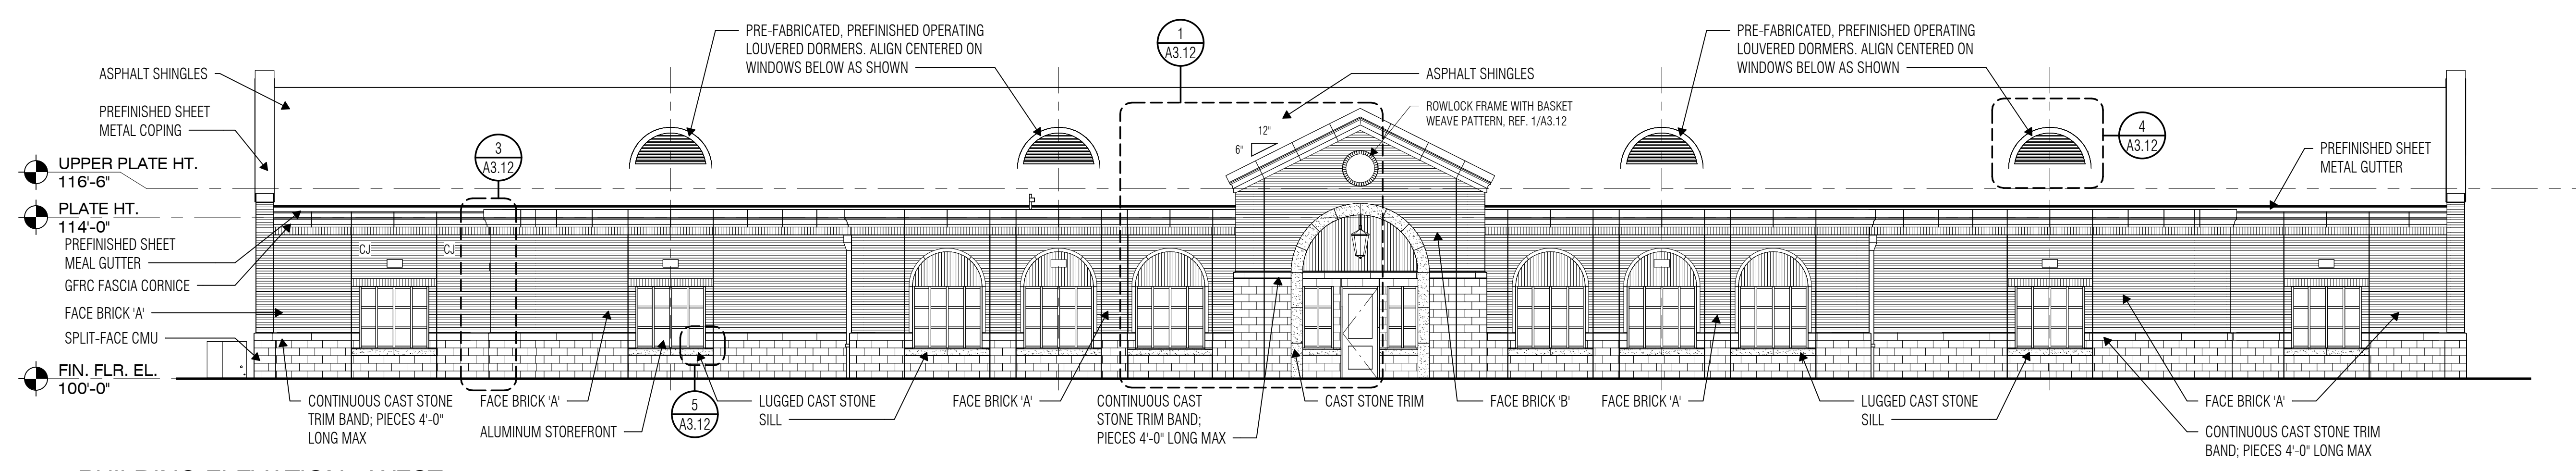 PRE-FABRICATED, PREFINISHED OPERATING
LOUVERED DORMERS. ALIGN CENTERED ON
WINDOWS BELOW AS SHOWN
1
A3.12
PRE-FABRICATED, PREFINISHED OPERATING
LOUVERED DORMERS. ALIGN CENTERED ON
WINDOWS BELOW AS SHOWN
ASPHALT SHINGLES
ASPHALT SHINGLES
PREFINISHED SHEET
METAL COPING
ROWLOCK FRAME WITH BASKET
WEAVE PATTERN, REF. 1/A3.12
12"
6"
3
A3.12
4
A3.12
PREFINISHED SHEET
METAL GUTTER
UPPER PLATE HT.
116'-6"
PLATE HT.
114'-0"
PREFINISHED SHEET
MEAL GUTTER
CJ
CJ
GFRC FASCIA CORNICE
FACE BRICK 'A'
SPLIT-FACE CMU
FIN. FLR. EL.
100'-0"
CONTINUOUS CAST STONE
TRIM BAND; PIECES 4'-0"
LONG MAX
FACE BRICK 'A'
ALUMINUM STOREFRONT
5
A3.12
LUGGED CAST STONE
SILL
FACE BRICK 'A'
CONTINUOUS CAST
STONE TRIM BAND;
PIECES 4'-0" LONG MAX
CAST STONE TRIM
FACE BRICK 'B'
FACE BRICK 'A'
LUGGED CAST STONE
SILL
FACE BRICK 'A'
CONTINUOUS CAST STONE TRIM
BAND; PIECES 4'-0" LONG MAX